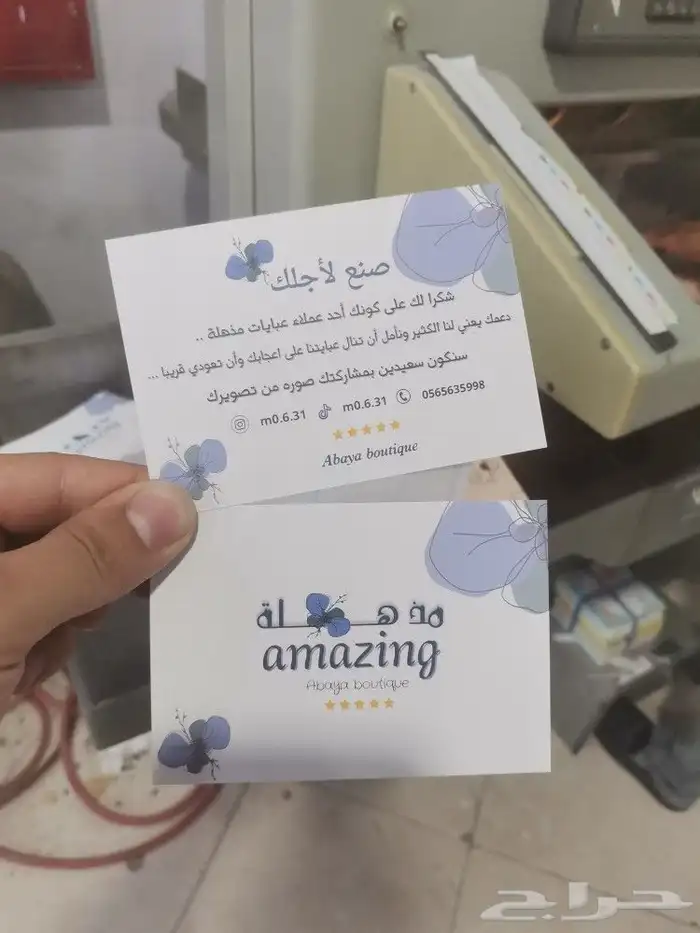 صنع لأجلك
شكرا لك على كونك أحد عملاء عبايات مذهلة ..
دعمك يعني لنا الكثير ونأمل أن تنال عبايتنا على اعجابك وأن تعودي قريبا ...
سنكون سعيدين بمشاركتك صوره من تصويرك
m0.6.31 m0.6.31 0565635998
Abaya boutique
مذهلة
amazing
Abaya boutique
amazing
حراج